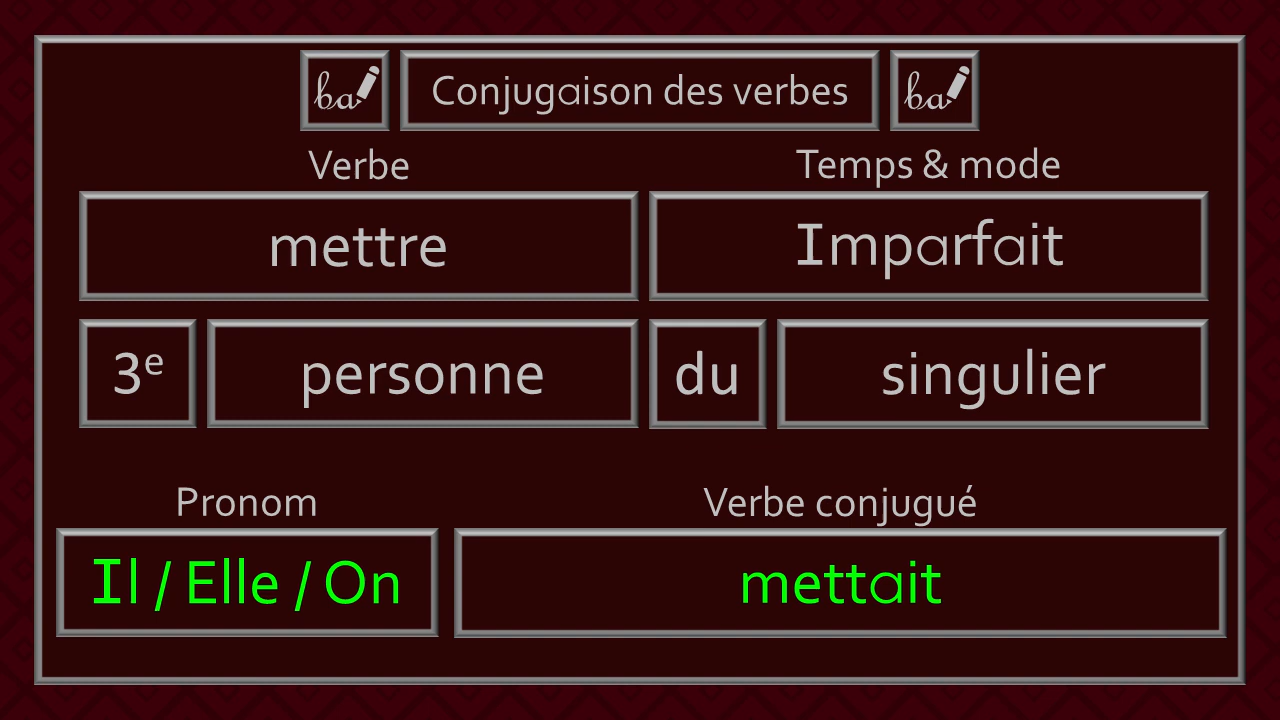 ba Conjugaison des verbes ba
Verbe Temps & mode
mettre Imparfait
3e personne du singulier
Pronom Verbe conjugué
Il / Elle / On mettait